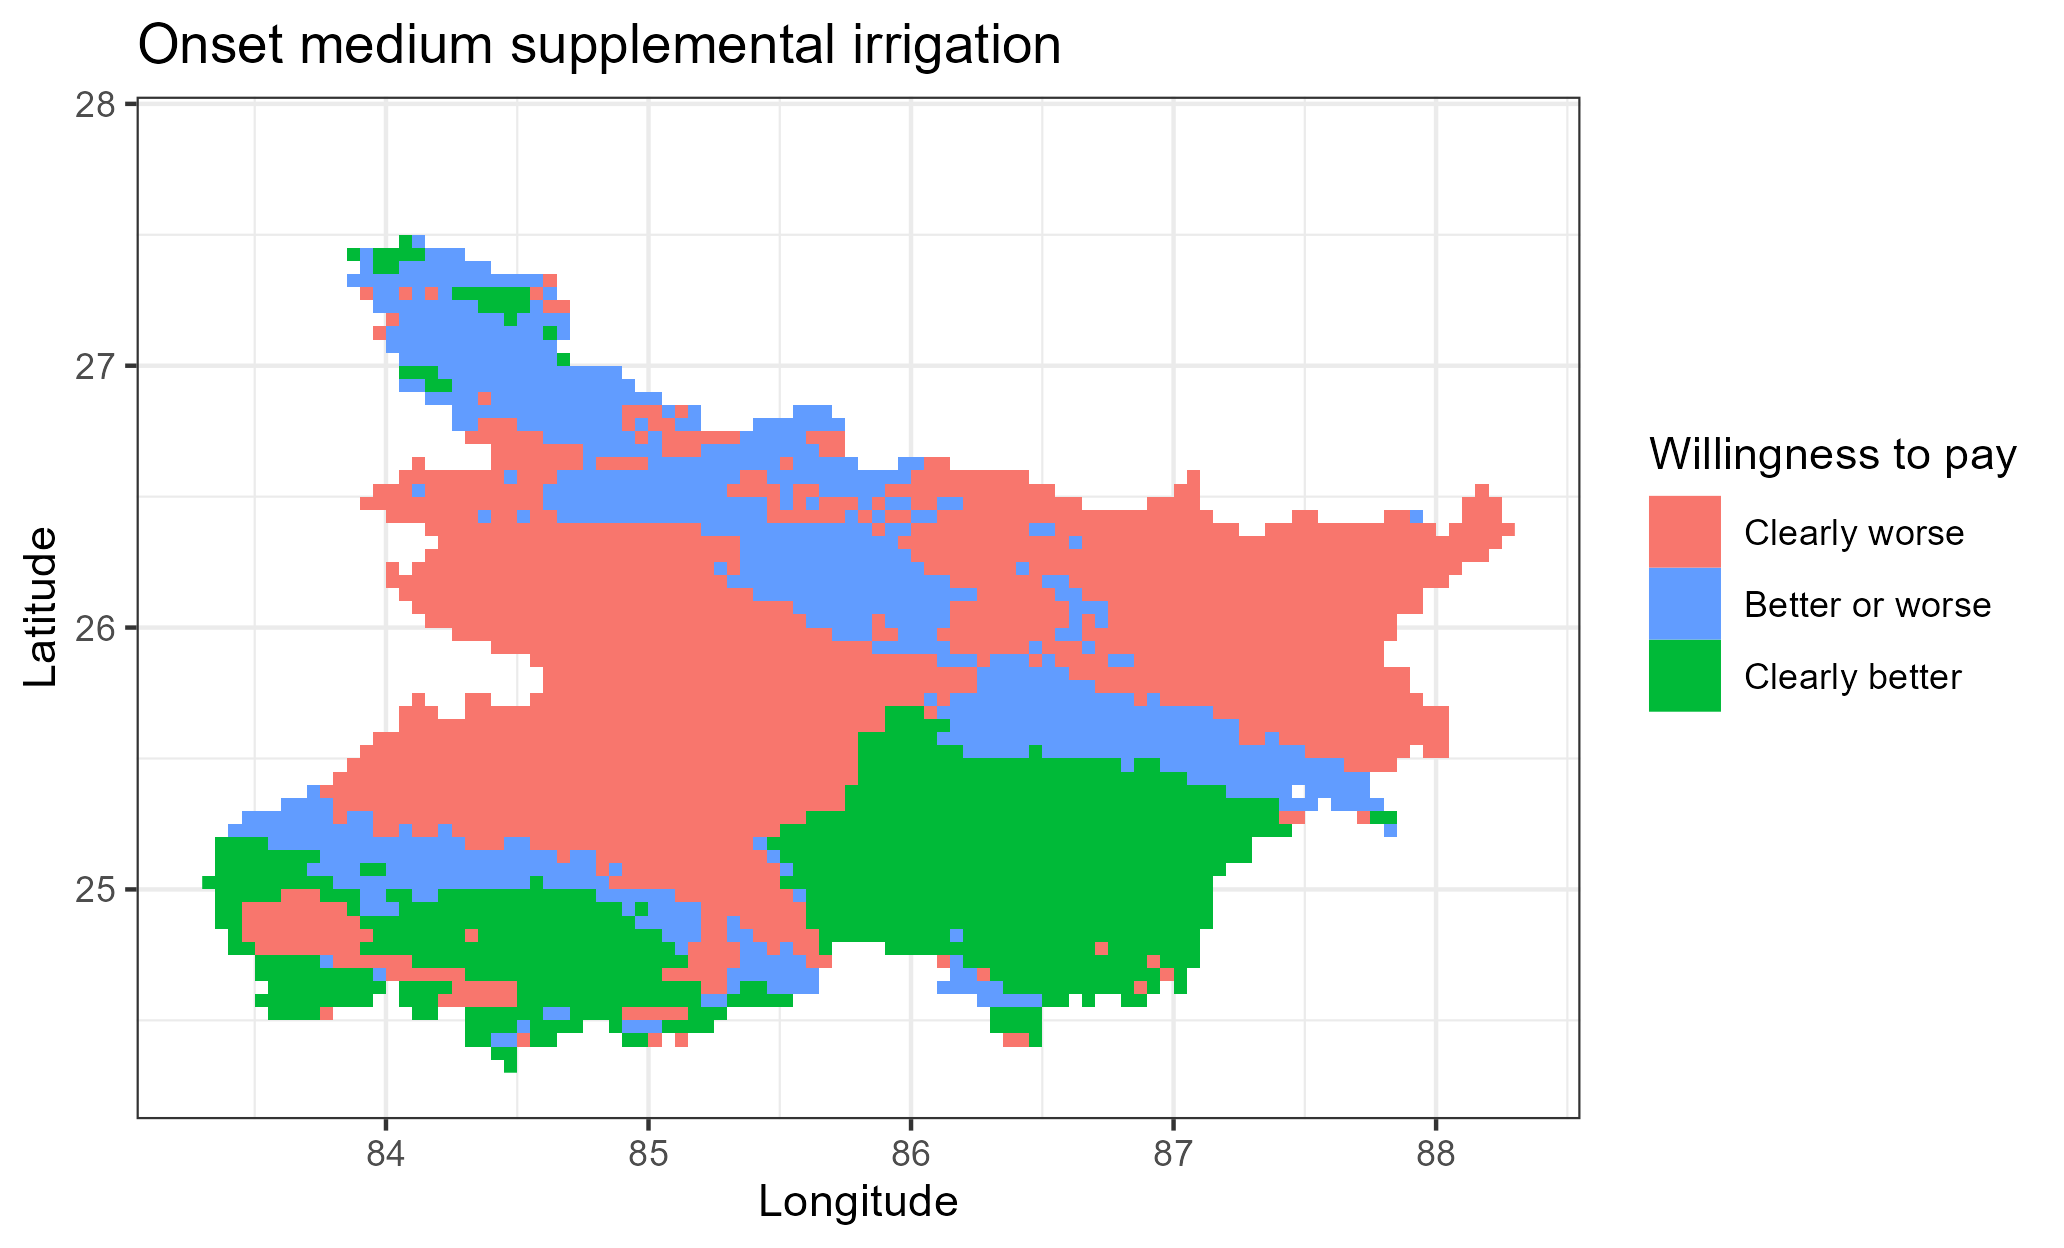 Onset medium supplemental irrigation
28
27
26
25
Latitude
84 85 86 87 88
Longitude
Willingness to pay
Clearly worse
Better or worse
Clearly better